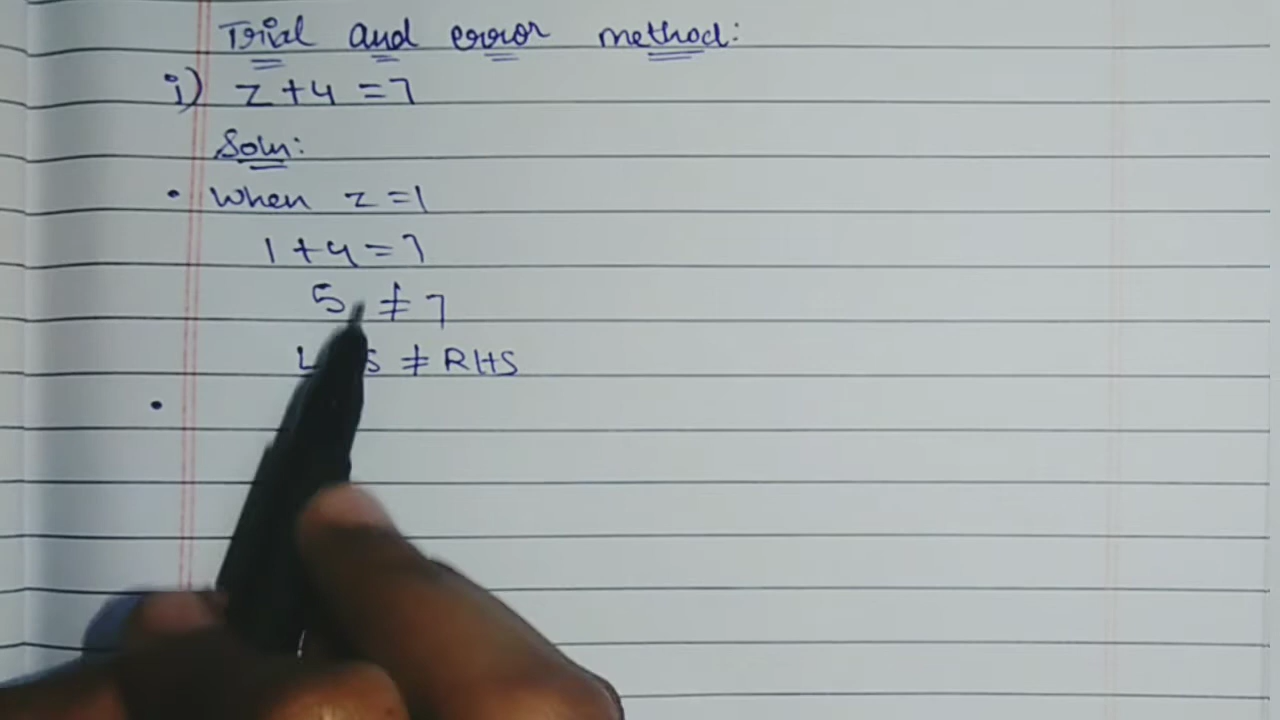 Trial and error method:
i) z + 4 = 7
Soln:
• When z = 1
1 + 4 = 7
5 ≠ 7
≠ RHS
•